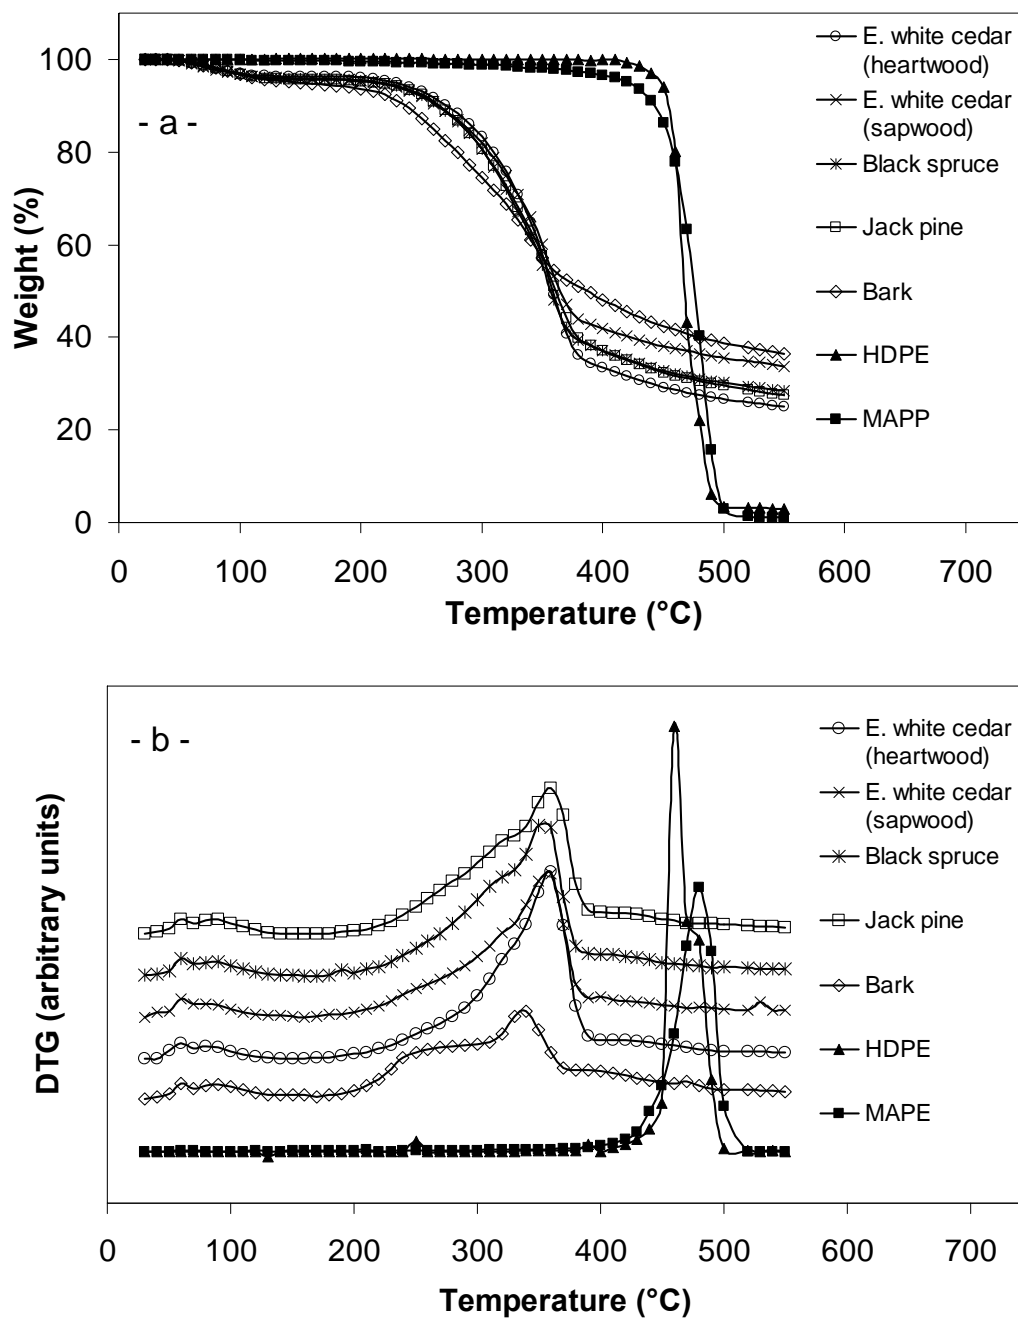 100
80
60
40
20
0
Weight (%)
- a -
E. white cedar
(heartwood)
E. white cedar
(sapwood)
Black spruce
Jack pine
Bark
HDPE
MAPP
0 100 200 300 400 500 600 700
Temperature (°C)
DTG (arbitrary units)
- b -
E. white cedar
(heartwood)
E. white cedar
(sapwood)
Black spruce
Jack pine
Bark
HDPE
MAPE
0 100 200 300 400 500 600 700
Temperature (°C)